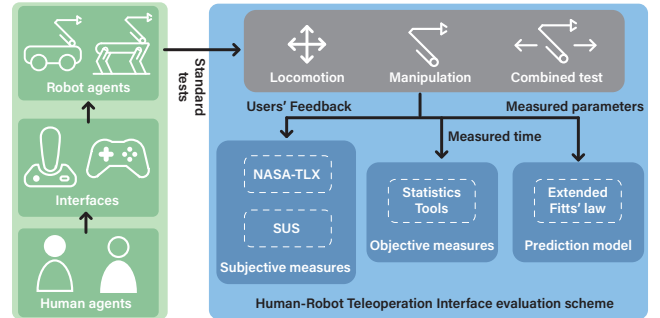 Robot agents
Interfaces
Human agents
Standard
tests
Locomotion
Manipulation
Combined test
Users' Feedback
Measured parameters
Measured time
NASA-TLX
SUS
Subjective measures
Statistics
Tools
Objective measures
Extended
Fitts' law
Prediction model
Human-Robot Teleoperation Interface evaluation scheme